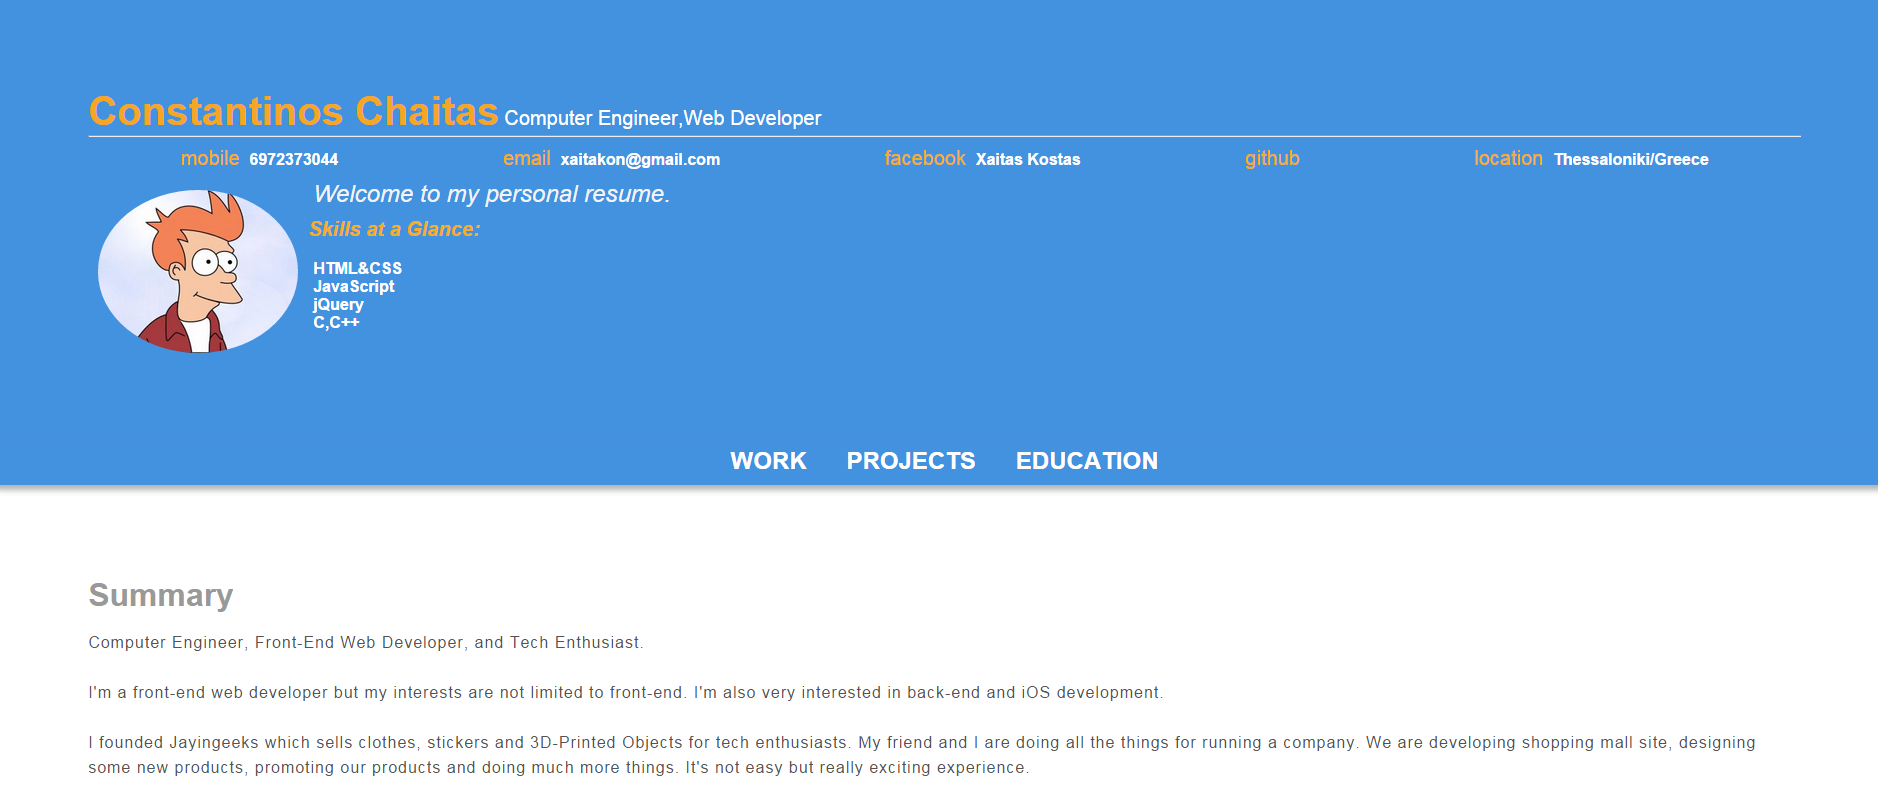 Constantinos Chaitas Computer Engineer,Web Developer
mobile 6972373044 email xaitakon@gmail.com facebook Xaitas Kostas github location Thessaloniki/Greece
Welcome to my personal resume.
Skills at a Glance:
HTML&CSS
JavaScript
jQuery
C,C++
WORK PROJECTS EDUCATION
Summary
Computer Engineer, Front-End Web Developer, and Tech Enthusiast.
I'm a front-end web developer but my interests are not limited to front-end. I'm also very interested in back-end and iOS development.
I founded Jayingeeks which sells clothes, stickers and 3D-Printed Objects for tech enthusiasts. My friend and I are doing all the things for running a company. We are developing shopping mall site, designing
some new products, promoting our products and doing much more things. It's not easy but really exciting experience.